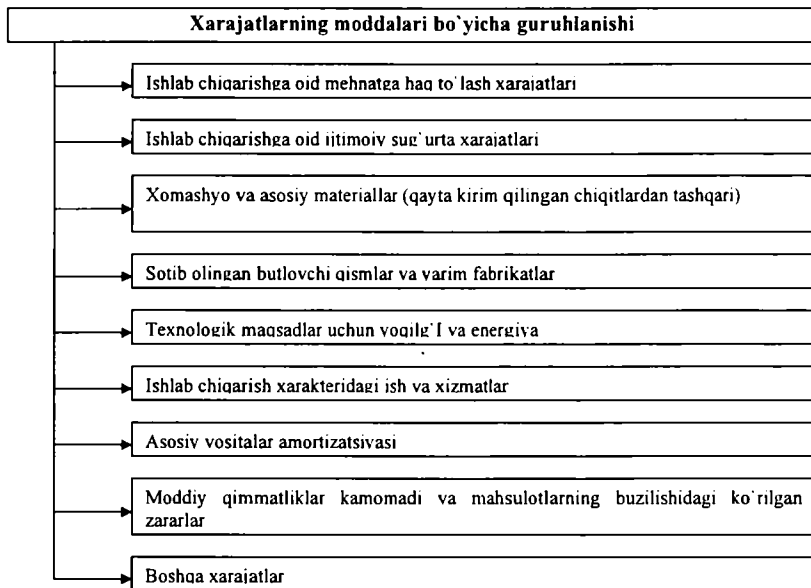 Xarajatlarning moddalari bo`yicha guruhlanishi
Ishlab chiqarishga oid mehnatga haq to`lash xarajatlari
Ishlab chiqarishga oid ijtimoiy sug`urta xarajatlari
Xomashyo va asosiy materiallar (qayta kirim qilingan chiqitlardan tashqari)
Sotib olingan butlovchi qismlar va yarim fabrikatlar
Texnologik maqsadlar uchun yoqilg`I va energiya
Ishlab chiqarish xarakteridagi ish va xizmatlar
Asosiy vositalar amortizatsiyasi
Moddiy qimmatliklar kamomadi va mahsulotlarning buzilishidagi ko`rilgan
zararlar
Boshqa xarajatlar